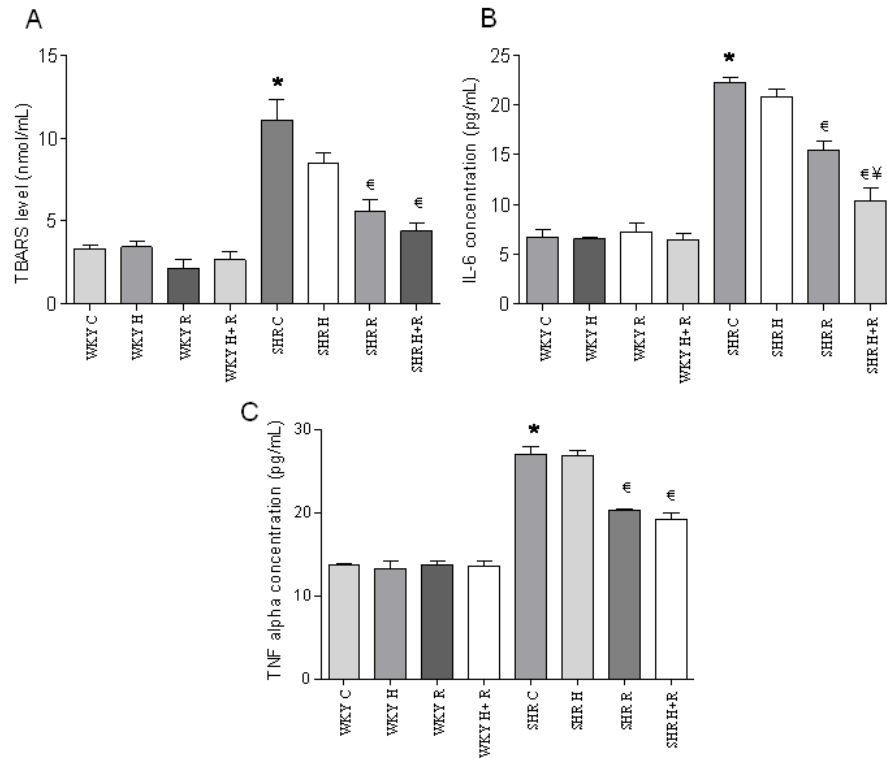 A
TBARS level (nmol/mL)
15
10
5
0
*
€
€
WKY C
WKY H
WKY R
WKY H+ R
SHR C
SHR H
SHR R
SHR H+R
B
IL-6 concentration (pg/mL)
25
20
15
10
5
0
*
€
€ ¥
WKY C
WKY H
WKY R
WKY H+ R
SHR C
SHR H
SHR R
SHR H+R
C
TNF alpha concentration (pg/mL)
30
20
10
0
*
€
€
WKY C
WKY H
WKY R
WKY H+ R
SHR C
SHR H
SHR R
SHR H+R